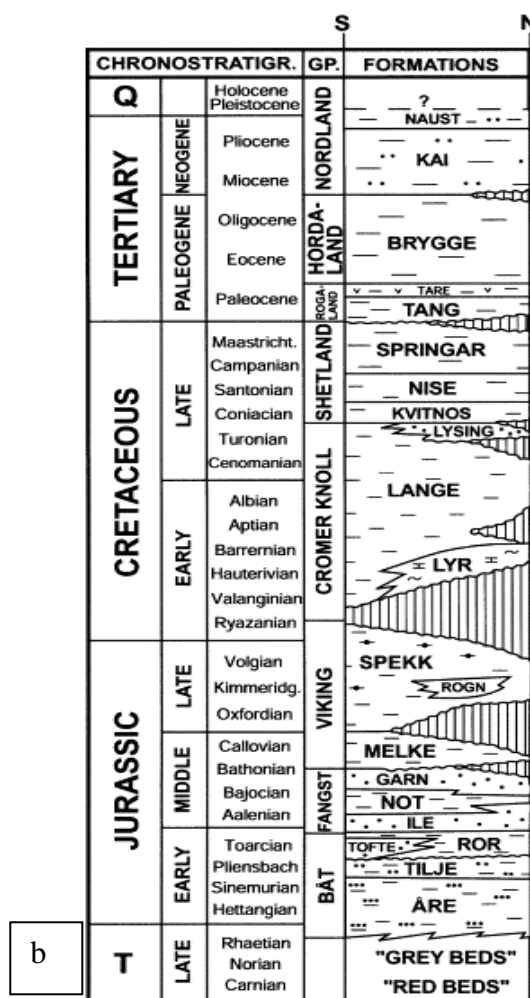 S N
CHRONOSTRATIGR. GP. FORMATIONS
Q
Holocene
Pleistocene
TERTIARY
NEOGENE
Pliocene
Miocene
PALEOGENE
Oligocene
Eocene
Paleocene
CRETACEOUS
LATE
Maastricht.
Campanian
Santonian
Coniacian
Turonian
Cenomanian
EARLY
Albian
Aptian
Barrernian
Hauterivian
Valanginian
Ryazanian
JURASSIC
LATE
Volgian
Kimmeridg.
Oxfordian
MIDDLE
Callovian
Bathonian
Bajocian
Aalenian
EARLY
Toarcian
Pliensbach
Sinemurian
Hettangian
T
LATE
Rhaetian
Norian
Carnian
NORDLAND
HORDA-
LAND
ROGA-
LAND
SHETLAND
CROMER KNOLL
VIKING
FANGST
BÅT
?
NAUST
KAI
BRYGGE
TARE
TANG
SPRINGAR
NISE
KVITNOS
LYSING
LANGE
LYR
SPEKK
ROGN
MELKE
GARN
NOT
ILE
TOFTE ROR
TILJE
ÅRE
"GREY BEDS"
"RED BEDS"
b